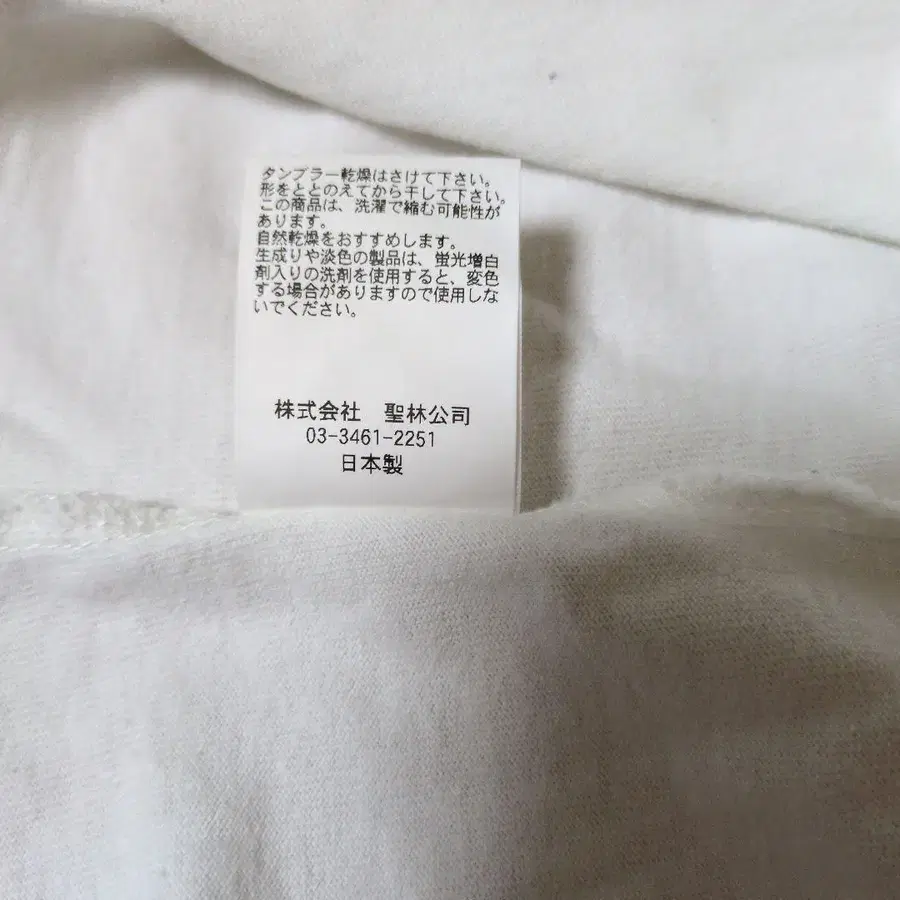 タンブラー乾燥はさけて下さい。
形をととのえてから干して下さい。
この商品は、洗濯で縮む可能性が
あります。
自然乾燥をおすすめします。
生成りや淡色の製品は、蛍光増白
剤入りの洗剤を使用すると、変色
する場合がありますので使用しな
いでください。
株式会社　聖林公司
03-3461-2251
日本製